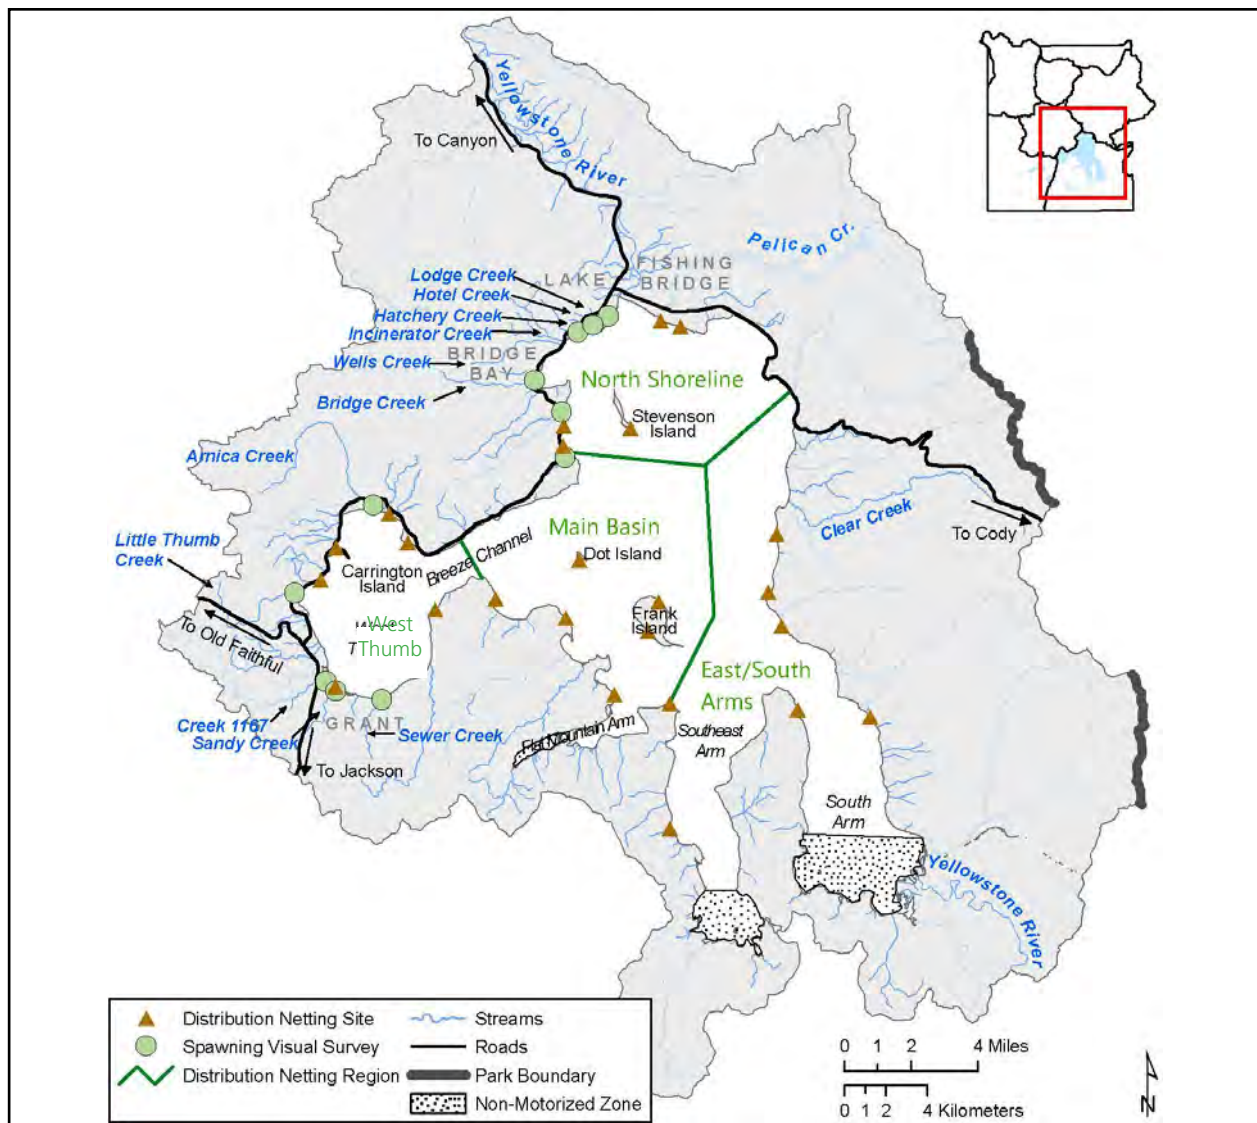 Yellowstone River
To Canyon
Pelican Cr.
Lodge Creek
Hotel Creek
Hatchery Creek
Incinerator Creek
LAKE
FISHING
BRIDGE
BRIDGE
BAY
Wells Creek
Bridge Creek
North Shoreline
Stevenson
Island
Arnica Creek
Clear Creek
To Cody
Main Basin
Dot Island
Breeze Channel
Little Thumb
Creek
Carrington
Island
To Old Faithful
West
Thumb
Frank
Island
East/South
Arms
Creek 1167
Sandy Creek
GRANT
Sewer Creek
To Jackson
Flat Mountain Arm
Southeast
Arm
South
Arm
Yellowstone River
Distribution Netting Site
Spawning Visual Survey
Distribution Netting Region
Streams
Roads
Park Boundary
Non-Motorized Zone
0 1 2 4 Miles
0 1 2 4 Kilometers
N